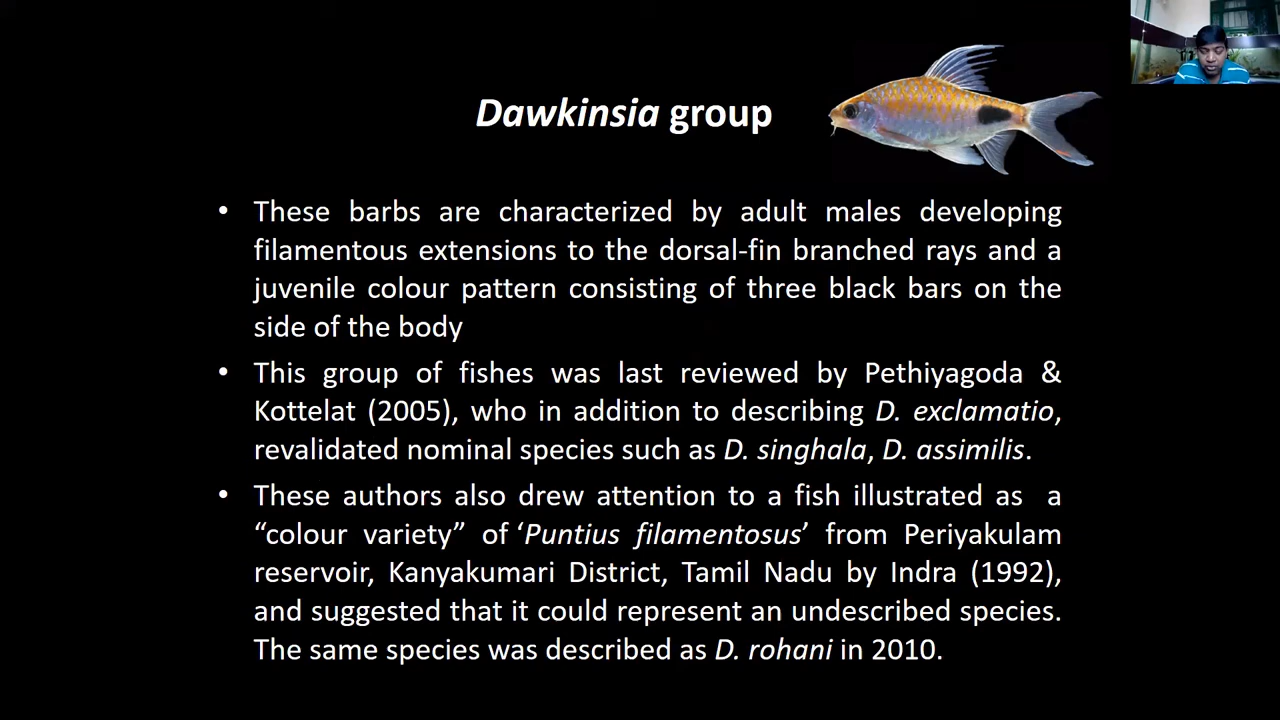 Dawkinsia group
• These barbs are characterized by adult males developing
filamentous extensions to the dorsal-fin branched rays and a
juvenile colour pattern consisting of three black bars on the
side of the body
• This group of fishes was last reviewed by Pethiyagoda &
Kottelat (2005), who in addition to describing D. exclamatio,
revalidated nominal species such as D. singhala, D. assimilis.
• These authors also drew attention to a fish illustrated as a
“colour variety” of ‘Puntius filamentosus’ from Periyakulam
reservoir, Kanyakumari District, Tamil Nadu by Indra (1992),
and suggested that it could represent an undescribed species.
The same species was described as D. rohani in 2010.